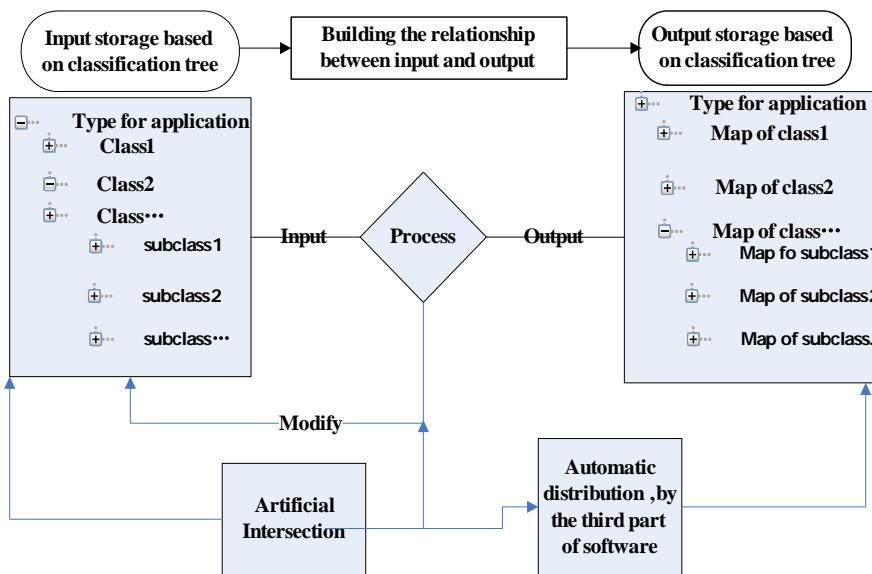 Input storage based
on classification tree
Building the relationship
between input and output
Output storage based
on classification tree
Type for application
Class1
Class2
Class···
subclass1
subclass2
subclass···
Input
Process
Output
Type for application
Map of class1
Map of class2
Map of class···
Map fo subclass1
Map of subclass2
Map of subclass.
Modify
Artificial
Intersection
Automatic
distribution ,by
the third part
of software